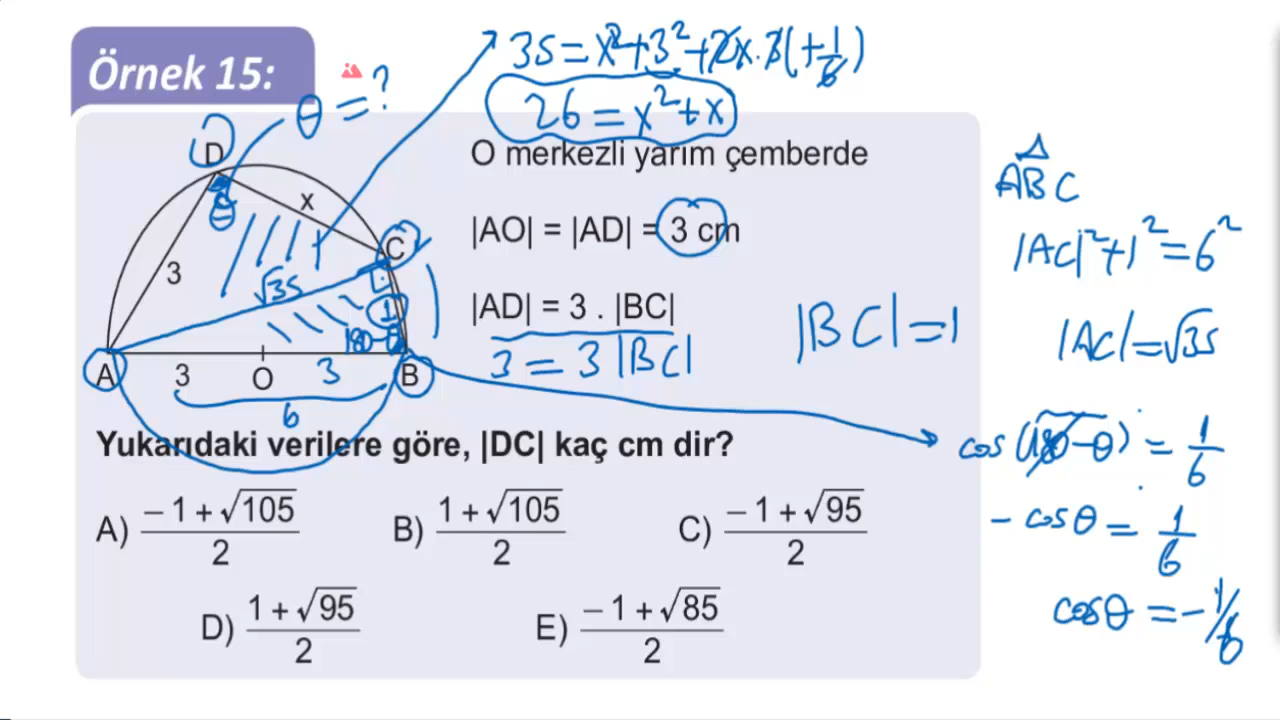 Örnek 15:
θ = ?
35 = x² + 3² + 2x · 3(+1/6)
26 = x² + x
O merkezli yarım çemberde
|AO| = |AD| = 3 cm
|AD| = 3 . |BC|
3 = 3 |BC|
|BC| = 1
D
θ
x
C
3
√35
1
180-θ
A
3
O
3
B
6
ABC
|AC|² + 1² = 6²
|AC| = √35
cos(180-θ) = 1/6
- cosθ = 1/6
cosθ = -1/6
Yukarıdaki verilere göre, |DC| kaç cm dir?
A) (−1 + √105)/2
B) (1 + √105)/2
C) (−1 + √95)/2
D) (1 + √95)/2
E) (−1 + √85)/2